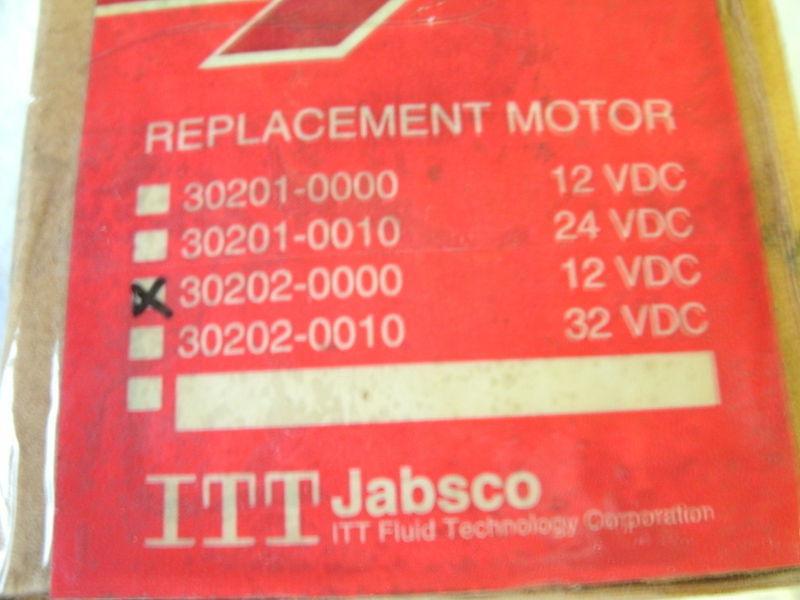 REPLACEMENT MOTOR
30201-0000 12 VDC
30201-0010 24 VDC
30202-0000 12 VDC
30202-0010 32 VDC
ITT Jabsco
ITT Fluid Technology Corporation